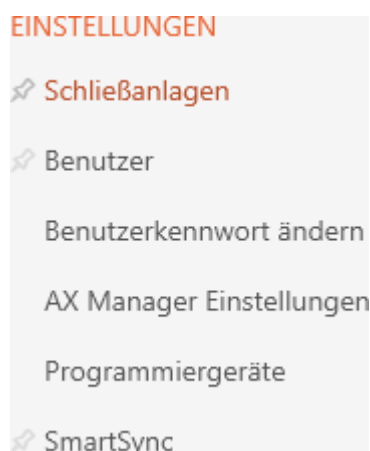 EINSTELLUNGEN
Schließanlagen
Benutzer
Benutzerkennwort ändern
AX Manager Einstellungen
Programmiergeräte
SmartSync